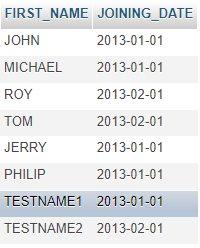 FIRST_NAME JOINING_DATE
JOHN 2013-01-01
MICHAEL 2013-01-01
ROY 2013-02-01
TOM 2013-02-01
JERRY 2013-01-01
PHILIP 2013-01-01
TESTNAME1 2013-01-01
TESTNAME2 2013-02-01